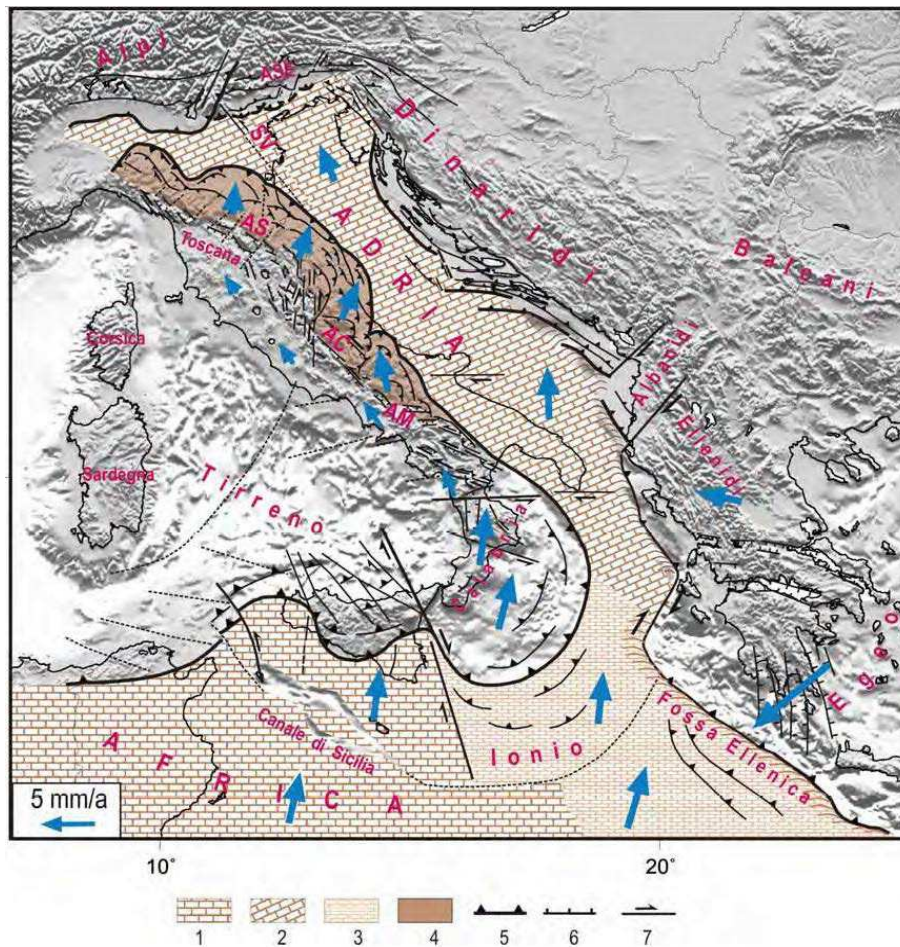 Alpi
ASE
Dinaridi
SV
ADRIA
AS
Toscana
Balcani
Corsica
AC
Albanidi
AM
Ellenidi
Sardegna
Tirreno
Calabria
Egeo
Fossa Ellenica
Canale di Sicilia
Ionio
AFRICA
5 mm/a
10° 20°
1 2 3 4 5 6 7